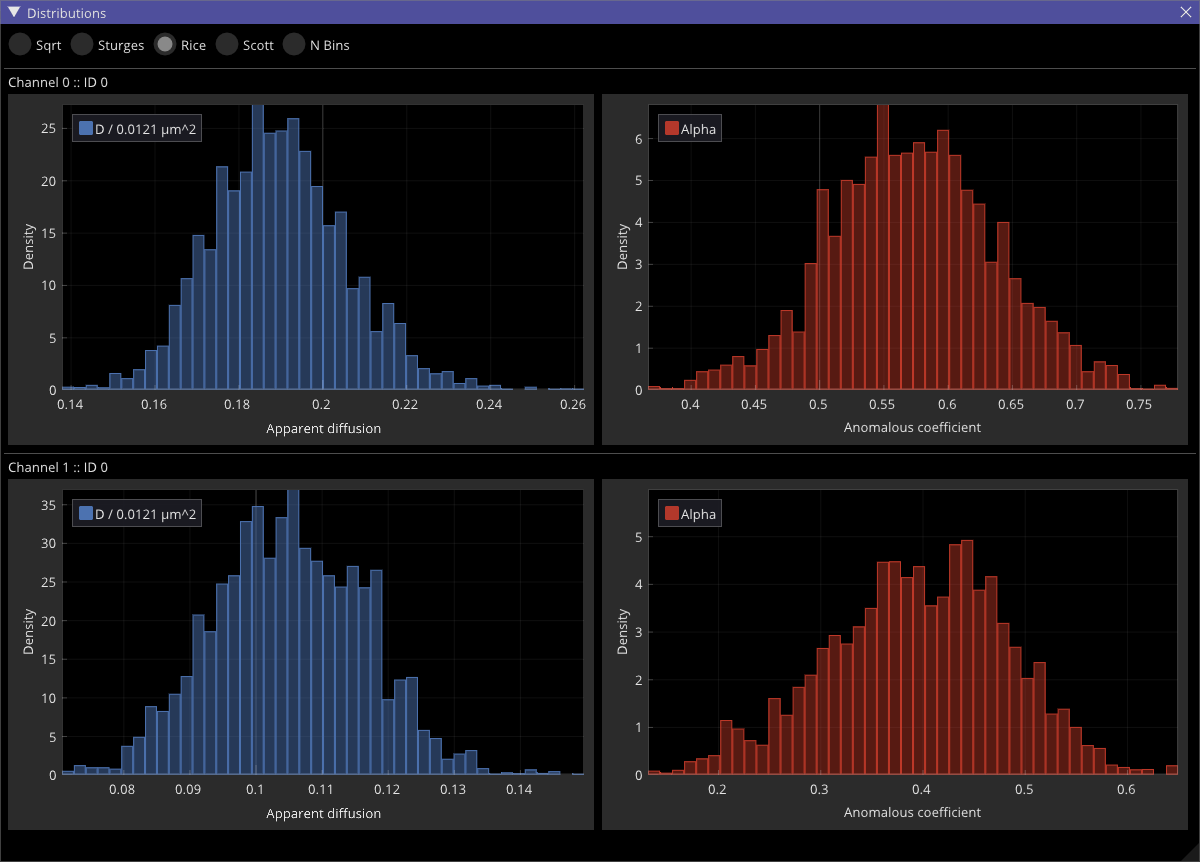 Distributions
Sqrt Sturges Rice Scott N Bins
Channel 0 :: ID 0
D / 0.0121 µm^2
Density
25
20
15
10
5
0
0.14 0.16 0.18 0.2 0.22 0.24 0.26
Apparent diffusion
Alpha
Density
6
5
4
3
2
1
0
0.4 0.45 0.5 0.55 0.6 0.65 0.7 0.75
Anomalous coefficient
Channel 1 :: ID 0
D / 0.0121 µm^2
Density
35
30
25
20
15
10
5
0
0.08 0.09 0.1 0.11 0.12 0.13 0.14
Apparent diffusion
Alpha
Density
5
4
3
2
1
0
0.2 0.3 0.4 0.5 0.6
Anomalous coefficient